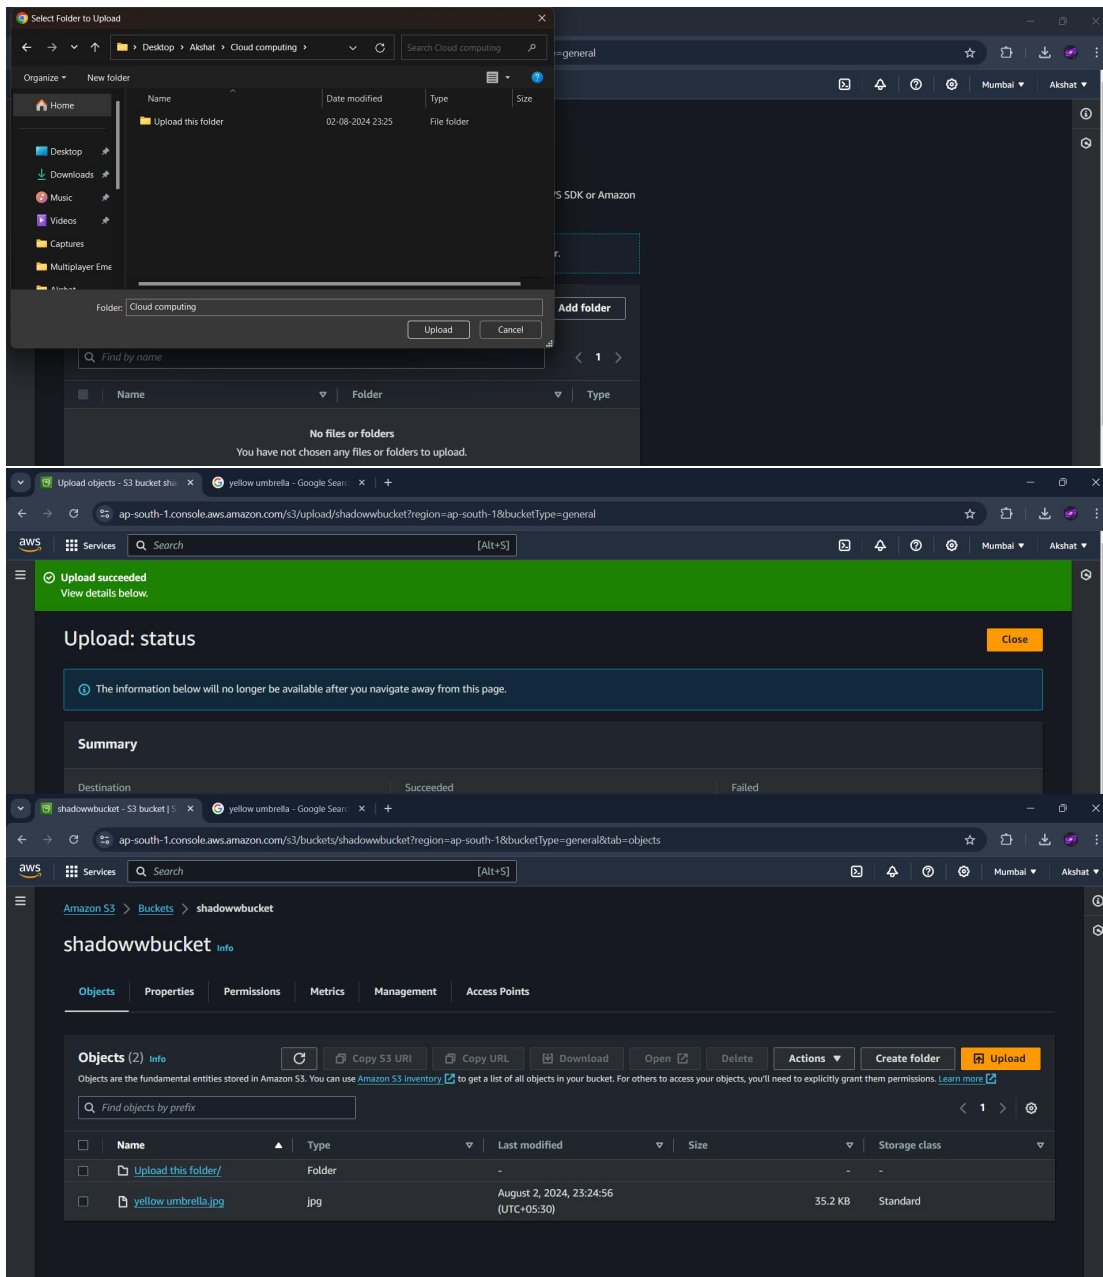 Select Folder to Upload
Desktop > Akshat > Cloud computing >
Search Cloud computing
=general
Organize
New folder
Mumbai ▼
Akshat ▼
Home
Name
Date modified
Type
Size
Upload this folder
02-08-2024 23:25
File folder
Desktop
Downloads
Music
Videos
Captures
Multiplayer Eme
Akshat
'S SDK or Amazon
r.
Folder:
Cloud computing
Add folder
Upload
Cancel
Find by name
< 1 >
Name
Folder
Type
No files or folders
You have not chosen any files or folders to upload.
Upload objects - S3 bucket sha
yellow umbrella - Google Searc
ap-south-1.console.aws.amazon.com/s3/upload/shadowwbucket?region=ap-south-1&bucketType=general
aws
Services
Search
[Alt+S]
Mumbai ▼
Akshat ▼
Upload succeeded
View details below.
Upload: status
Close
The information below will no longer be available after you navigate away from this page.
Summary
Destination
Succeeded
Failed
shadowwbucket - S3 bucket | S
yellow umbrella - Google Searc
ap-south-1.console.aws.amazon.com/s3/buckets/shadowwbucket?region=ap-south-1&bucketType=general&tab=objects
aws
Services
Search
[Alt+S]
Mumbai ▼
Akshat ▼
Amazon S3 > Buckets > shadowwbucket
shadowwbucket Info
Objects
Properties
Permissions
Metrics
Management
Access Points
Objects (2) Info
Copy S3 URI
Copy URL
Download
Open
Delete
Actions ▼
Create folder
Upload
Objects are the fundamental entities stored in Amazon S3. You can use Amazon S3 inventory to get a list of all objects in your bucket. For others to access your objects, you'll need to explicitly grant them permissions. Learn more
Find objects by prefix
< 1 >
Name
Type
Last modified
Size
Storage class
Upload this folder/
Folder
-
-
-
yellow umbrella.jpg
jpg
August 2, 2024, 23:24:56
(UTC+05:30)
35.2 KB
Standard